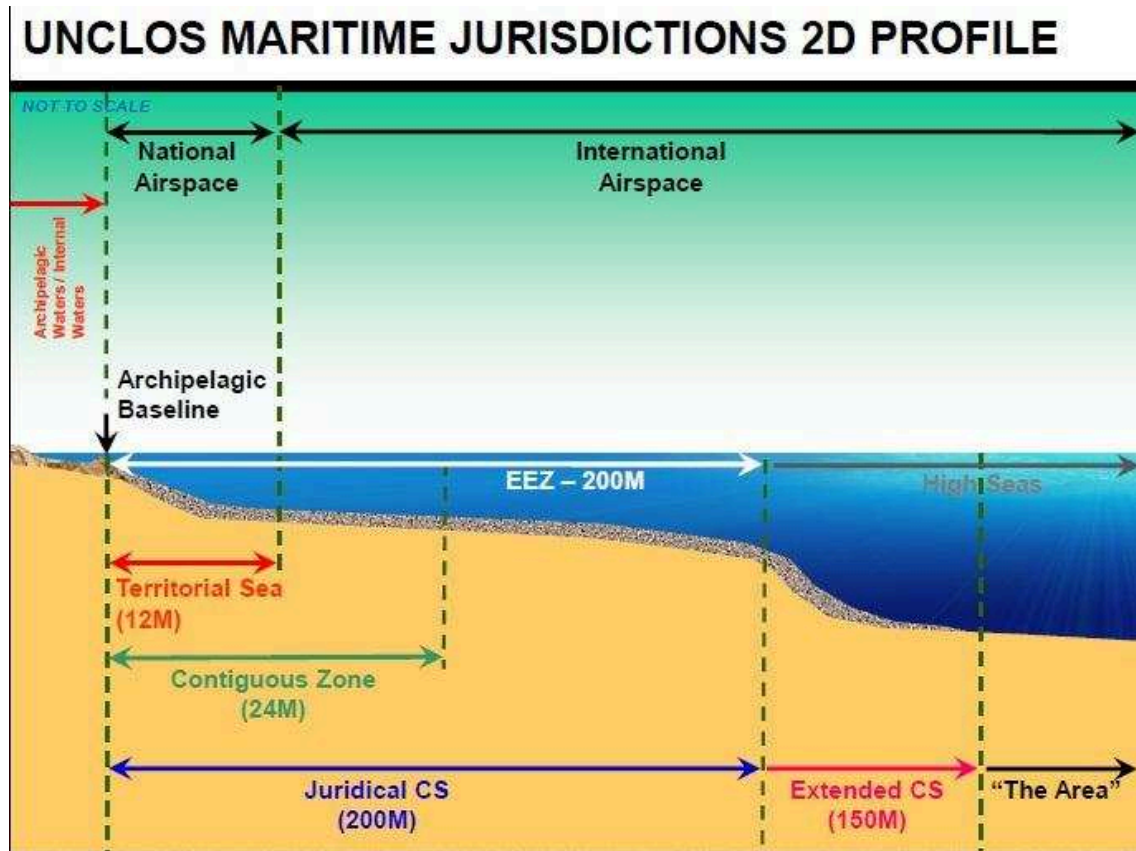 UNCLOS MARITIME JURISDICTIONS 2D PROFILE
NOT TO SCALE
National
Airspace
International
Airspace
Archipelagic
Waters / Internal
Waters
Archipelagic
Baseline
EEZ – 200M
High Seas
Territorial Sea
(12M)
Contiguous Zone
(24M)
Juridical CS
(200M)
Extended CS
(150M)
“The Area”